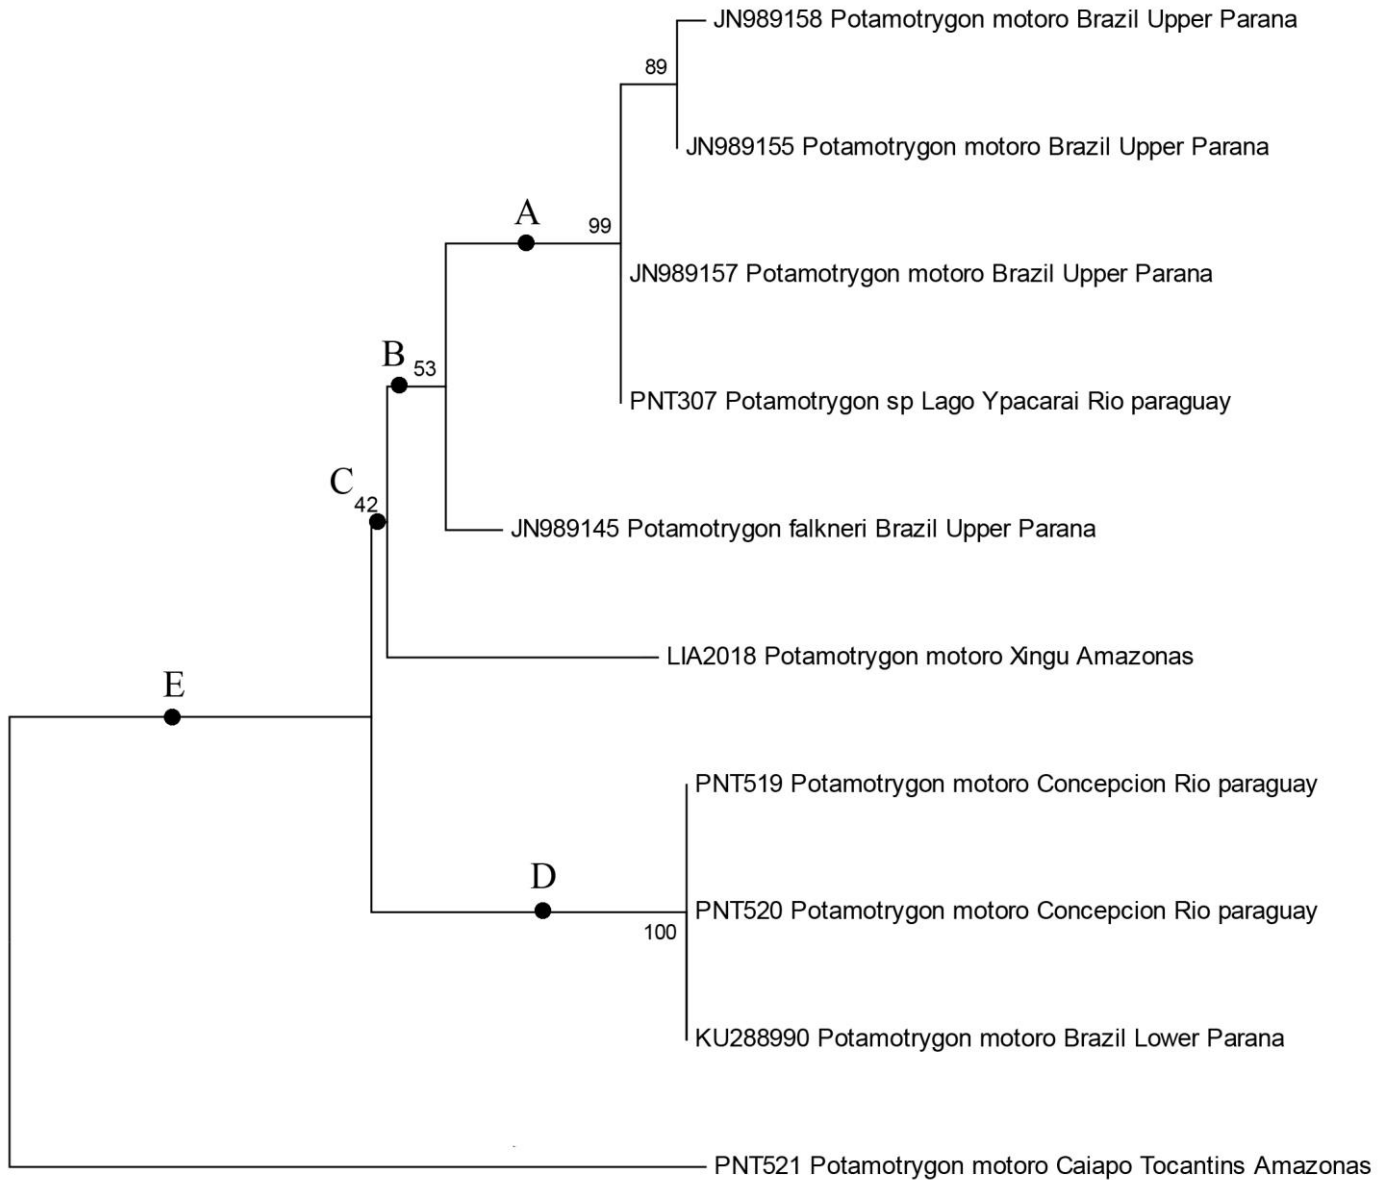 JN989158 Potamotrygon motoro Brazil Upper Parana
89
JN989155 Potamotrygon motoro Brazil Upper Parana
A
99
JN989157 Potamotrygon motoro Brazil Upper Parana
B
53
PNT307 Potamotrygon sp Lago Ypacarai Rio paraguay
C
42
JN989145 Potamotrygon falkneri Brazil Upper Parana
LIA2018 Potamotrygon motoro Xingu Amazonas
E
PNT519 Potamotrygon motoro Concepcion Rio paraguay
D
PNT520 Potamotrygon motoro Concepcion Rio paraguay
100
KU288990 Potamotrygon motoro Brazil Lower Parana
PNT521 Potamotrygon motoro Caiapo Tocantins Amazonas